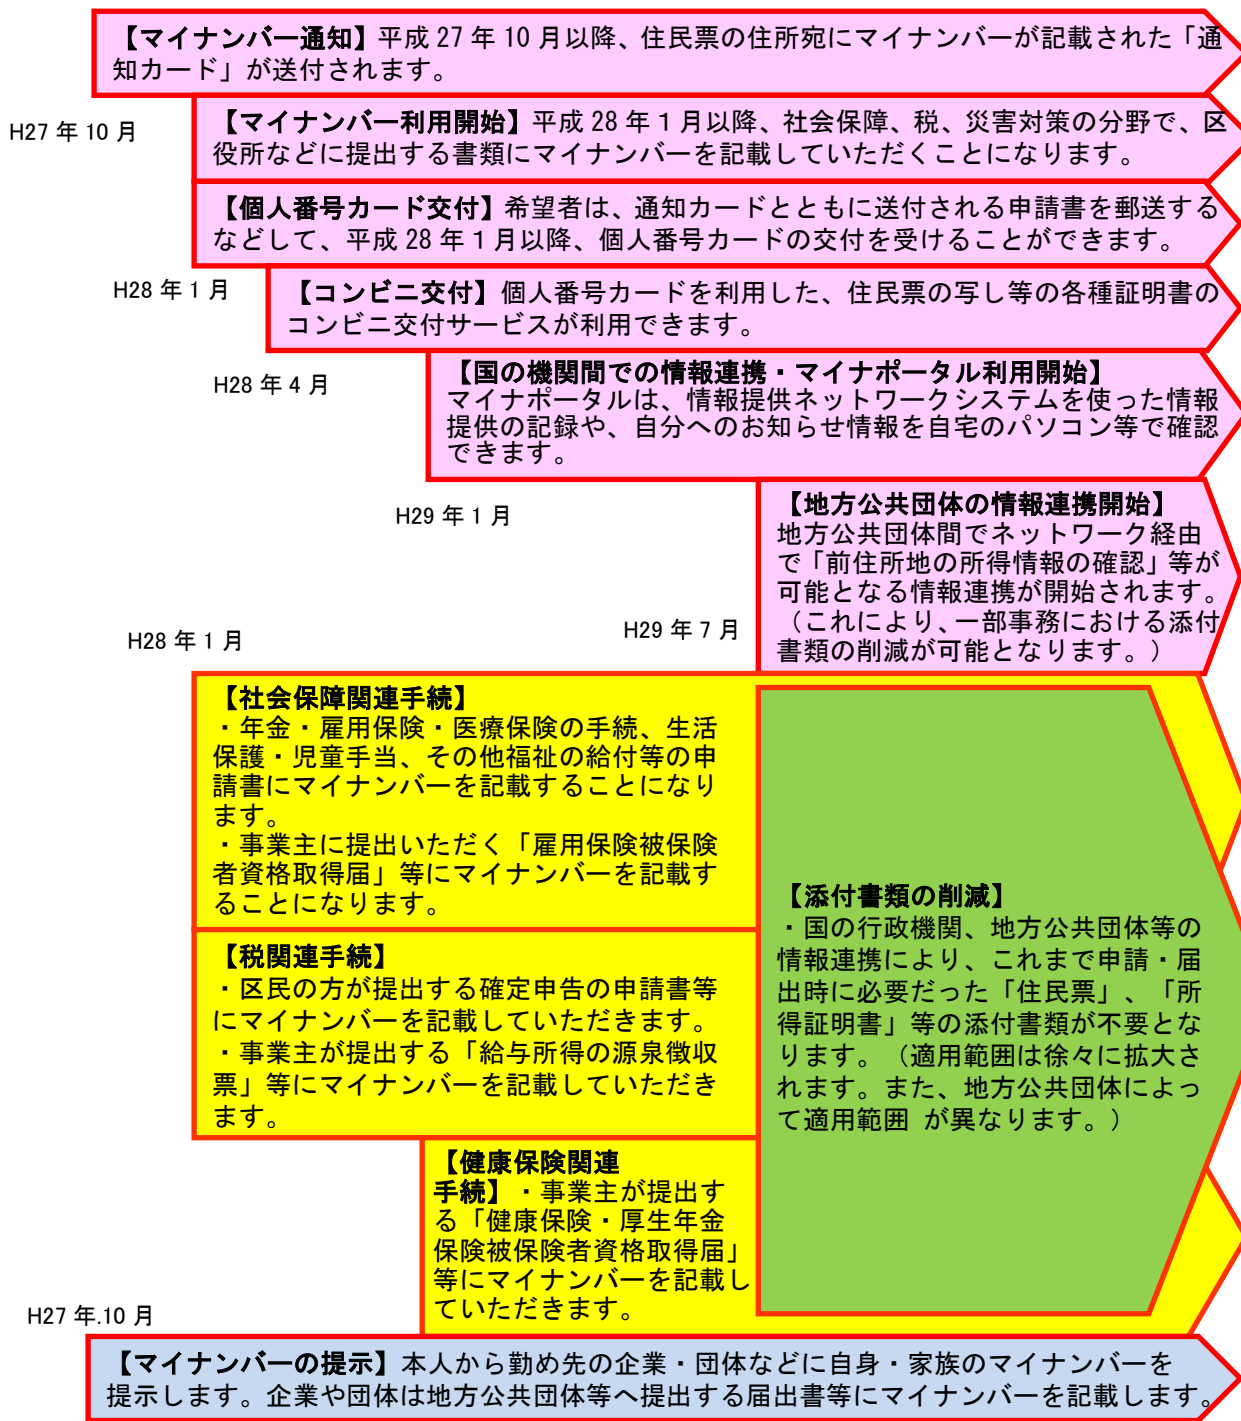 【マイナンバー通知】平成 27 年 10 月以降、住民票の住所宛にマイナンバーが記載された「通
知カード」が送付されます。
H27 年 10 月
【マイナンバー利用開始】平成 28 年 1 月以降、社会保障、税、災害対策の分野で、区
役所などに提出する書類にマイナンバーを記載していただくことになります。
【個人番号カード交付】希望者は、通知カードとともに送付される申請書を郵送する
などして、平成 28 年 1 月以降、個人番号カードの交付を受けることができます。
H28 年 1 月
【コンビニ交付】個人番号カードを利用した、住民票の写し等の各種証明書の
コンビニ交付サービスが利用できます。
H28 年 4 月
【国の機関間での情報連携・マイナポータル利用開始】
マイナポータルは、情報提供ネットワークシステムを使った情報
提供の記録や、自分へのお知らせ情報を自宅のパソコン等で確認
できます。
H29 年 1 月
【地方公共団体の情報連携開始】
地方公共団体間でネットワーク経由
で「前住所地の所得情報の確認」等が
可能となる情報連携が開始されます。
（これにより、一部事務における添付
書類の削減が可能となります。）
H29 年 7 月
H28 年 1 月
【社会保障関連手続】
・年金・雇用保険・医療保険の手続、生活
保護・児童手当、その他福祉の給付等の申
請書にマイナンバーを記載することになり
ます。
・事業主に提出いただく「雇用保険被保険
者資格取得届」等にマイナンバーを記載す
ることになります。
【税関連手続】
・区民の方が提出する確定申告の申請書等
にマイナンバーを記載していただきます。
・事業主が提出する「給与所得の源泉徴収
票」等にマイナンバーを記載していただき
ます。
【添付書類の削減】
・国の行政機関、地方公共団体等の
情報連携により、これまで申請・届
出時に必要だった「住民票」、「所
得証明書」等の添付書類が不要とな
ります。（適用範囲は徐々に拡大さ
れます。また、地方公共団体によっ
て適用範囲 が異なります。）
【健康保険関連
手続】・事業主が提出す
る「健康保険・厚生年金
保険被保険者資格取得届」
等にマイナンバーを記載し
ていただきます。
H27 年.10 月
【マイナンバーの提示】本人から勤め先の企業・団体などに自身・家族のマイナンバーを
提示します。企業や団体は地方公共団体等へ提出する届出書等にマイナンバーを記載します。